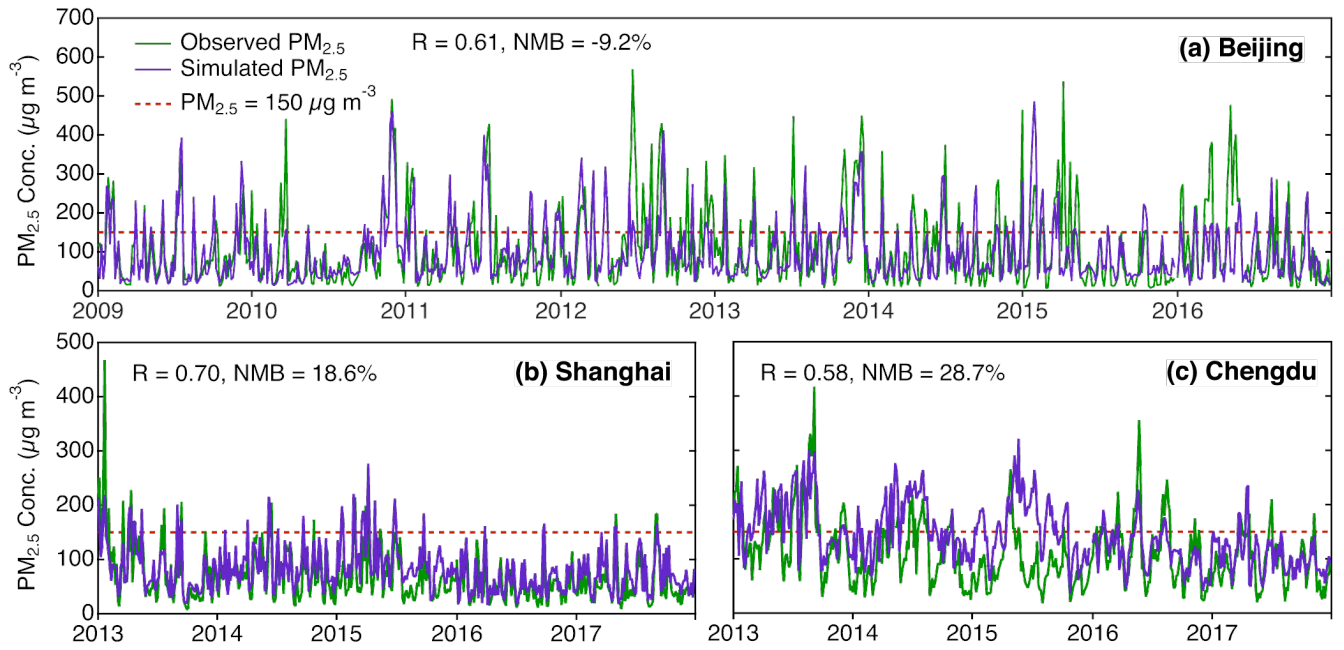 700
600
500
400
300
200
100
0
PM2.5 Conc. (µg m-3)
Observed PM2.5
Simulated PM2.5
PM2.5 = 150 µg m-3
R = 0.61, NMB = -9.2%
(a) Beijing
2009 2010 2011 2012 2013 2014 2015 2016
500
400
300
200
100
0
PM2.5 Conc. (µg m-3)
R = 0.70, NMB = 18.6%
(b) Shanghai
2013 2014 2015 2016 2017
R = 0.58, NMB = 28.7%
(c) Chengdu
2013 2014 2015 2016 2017